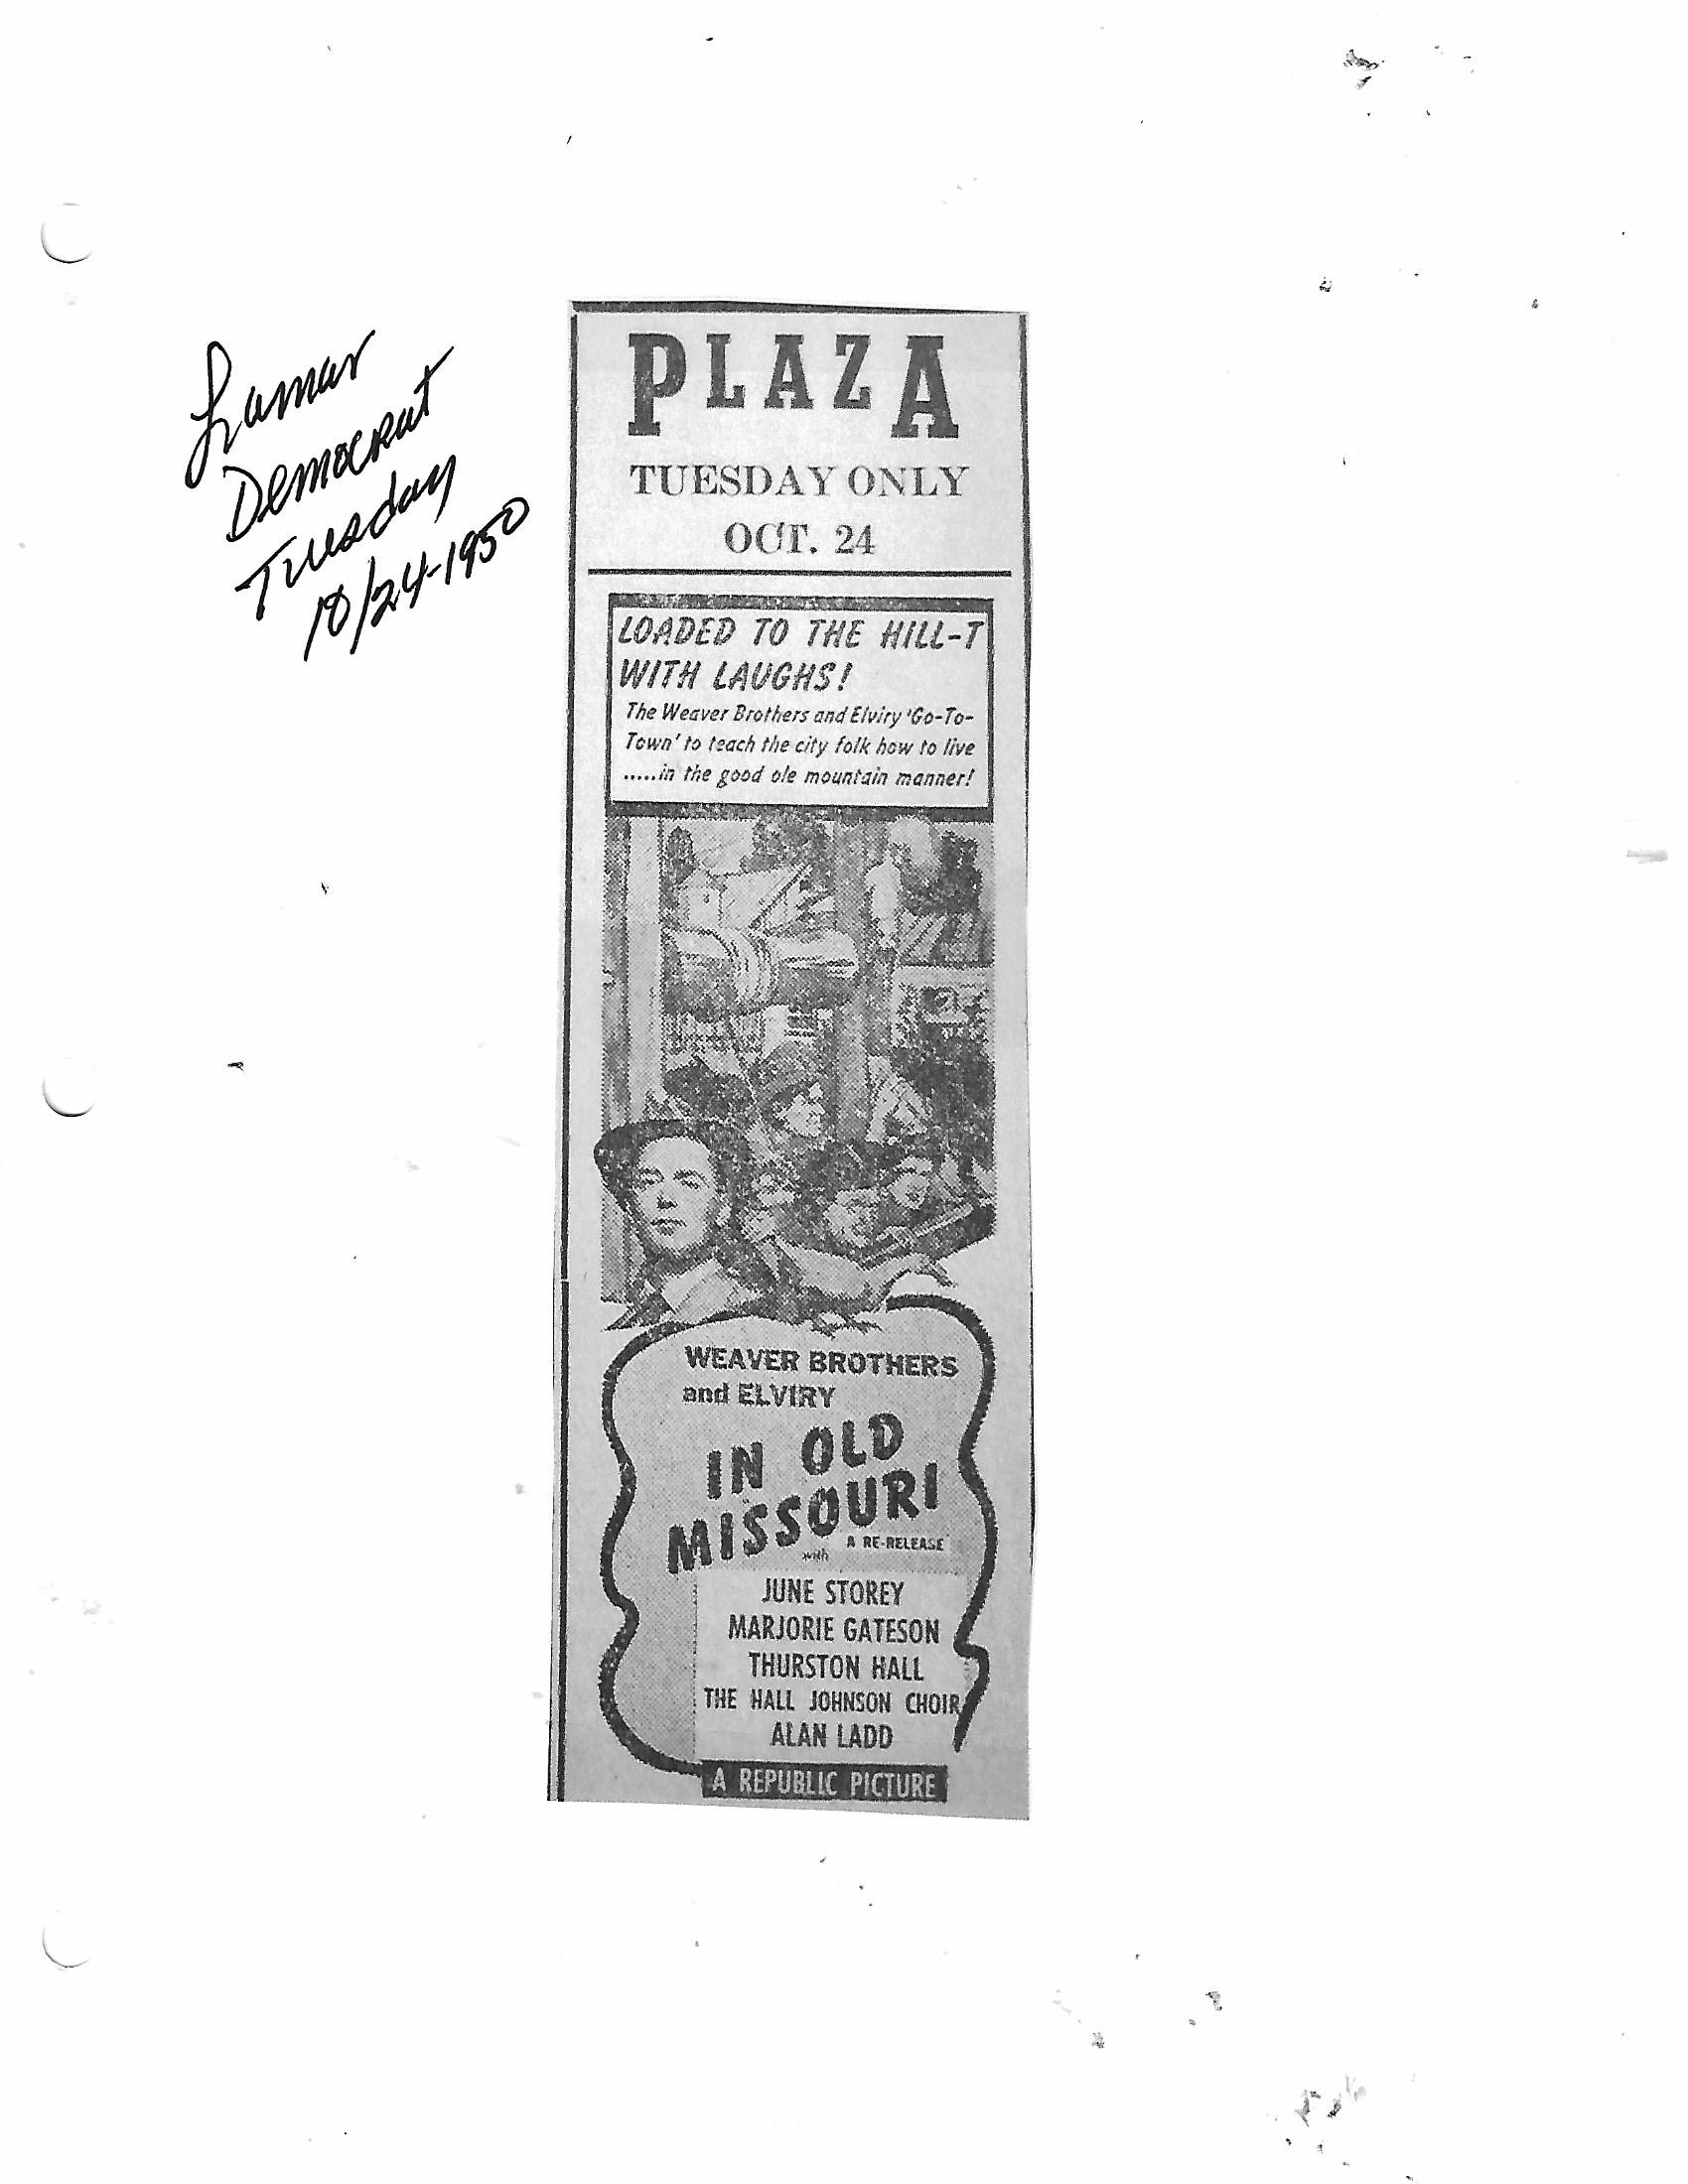 Lamar
Democrat
Tuesday
10/24-1950
PLAZA
TUESDAY ONLY
OCT. 24
LOADED TO THE HILL-T
WITH LAUGHS!
The Weaver Brothers and Elviry 'Go-To-
Town' to teach the city folk how to live
.....in the good ole mountain manner!
WEAVER BROTHERS
and ELVIRY
IN OLD
MISSOURI
A RE-RELEASE
with
JUNE STOREY
MARJORIE GATESON
THURSTON HALL
THE HALL JOHNSON CHOIR
ALAN LADD
A REPUBLIC PICTURE